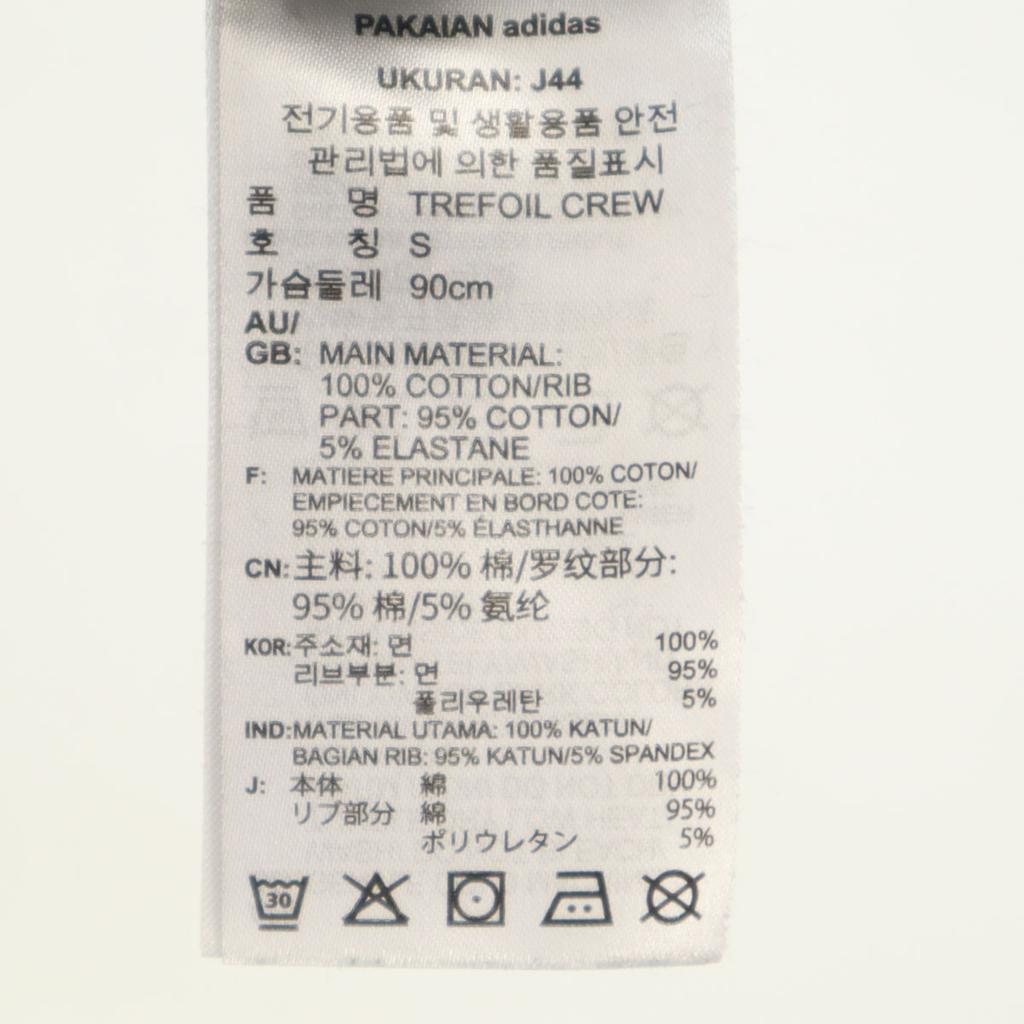 PAKAIAN adidas
UKURAN: J44
전기용품 및 생활용품 안전
관리법에 의한 품질표시
품 명 TREFOIL CREW
호 칭 S
가슴둘레 90cm
AU/
GB: MAIN MATERIAL:
100% COTTON/RIB
PART: 95% COTTON/
5% ELASTANE
F: MATIERE PRINCIPALE: 100% COTON/
EMPIECEMENT EN BORD COTE:
95% COTON/5% ÉLASTHANNE
CN: 主料: 100% 棉/罗纹部分:
95% 棉/5% 氨纶
KOR: 주소재: 면 100%
리브부분: 면 95%
폴리우레탄 5%
IND: MATERIAL UTAMA: 100% KATUN/
BAGIAN RIB: 95% KATUN/5% SPANDEX
J: 本体 綿 100%
リブ部分 綿 95%
ポリウレタン 5%
30